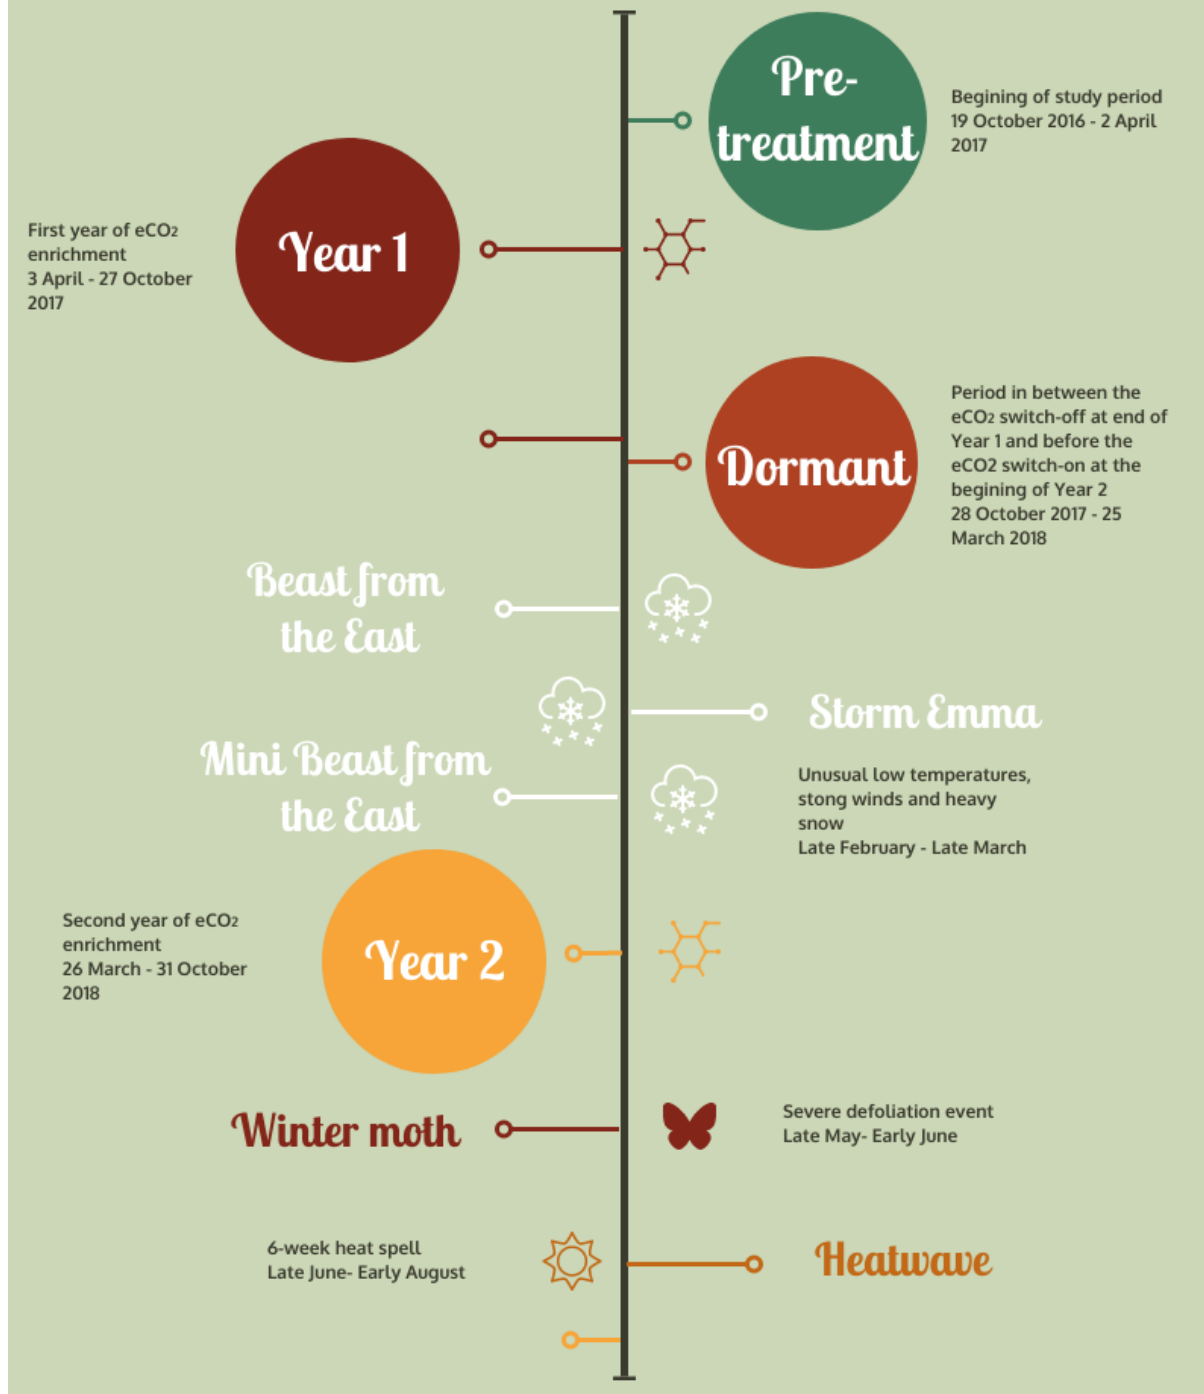 Pre-
treatment
Begining of study period
19 October 2016 - 2 April
2017
Year 1
First year of eCO₂
enrichment
3 April - 27 October
2017
Dormant
Period in between the
eCO₂ switch-off at end of
Year 1 and before the
eCO2 switch-on at the
begining of Year 2
28 October 2017 - 25
March 2018
Beast from
the East
Storm Emma
Mini Beast from
the East
Unusual low temperatures,
stong winds and heavy
snow
Late February - Late March
Year 2
Second year of eCO₂
enrichment
26 March - 31 October
2018
Winter moth
Severe defoliation event
Late May- Early June
6-week heat spell
Late June- Early August
Heatwave